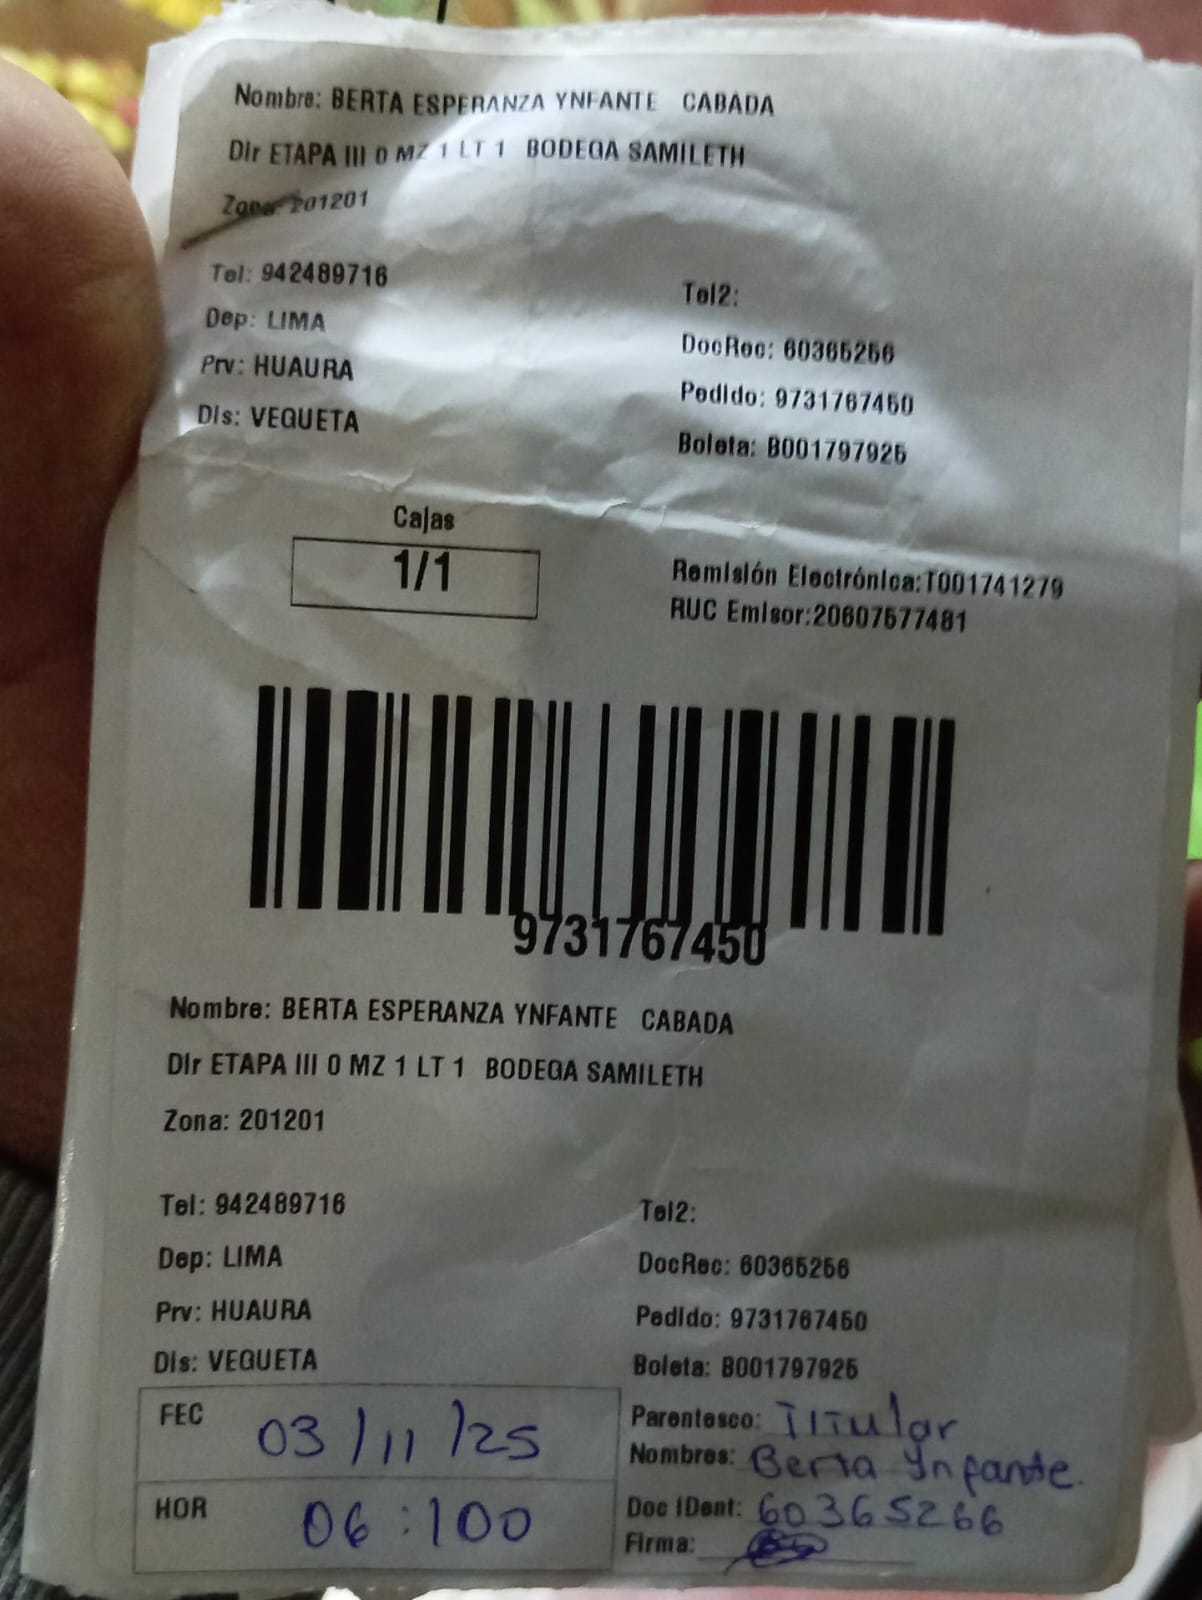 Nombre: BERTA ESPERANZA YNFANTE CABADA
Dir ETAPA III 0 MZ 1 LT 1 BODEGA SAMILETH
Zona: 201201
Tel: 942489716
Tel2:
Dep: LIMA
DocRec: 60365256
Prv: HUAURA
Pedido: 9731767450
Dis: VEGUETA
Boleta: B001797925
Cajas
1/1
Remisión Electrónica:T001741279
RUC Emisor:20607577481
9731767450
Nombre: BERTA ESPERANZA YNFANTE CABADA
Dir ETAPA III 0 MZ 1 LT 1 BODEGA SAMILETH
Zona: 201201
Tel: 942489716
Tel2:
Dep: LIMA
DocRec: 60365256
Prv: HUAURA
Pedido: 9731767450
Dis: VEGUETA
Boleta: B001797925
FEC 03/11/25
Parentesco: Titular
Nombres: Berta Ynfante
HOR 06:100
Doc IDent: 60365266
Firma: